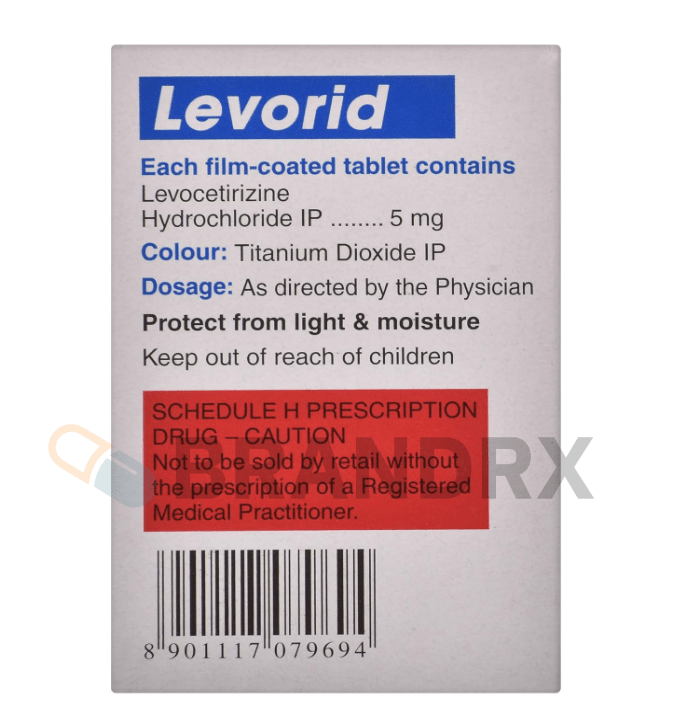 Levorid
Each film-coated tablet contains
Levocetirizine
Hydrochloride IP ........ 5 mg
Colour: Titanium Dioxide IP
Dosage: As directed by the Physician
Protect from light & moisture
Keep out of reach of children
SCHEDULE H PRESCRIPTION
DRUG – CAUTION
Not to be sold by retail without
the prescription of a Registered
Medical Practitioner.
BRANDRX
8 901117 079694